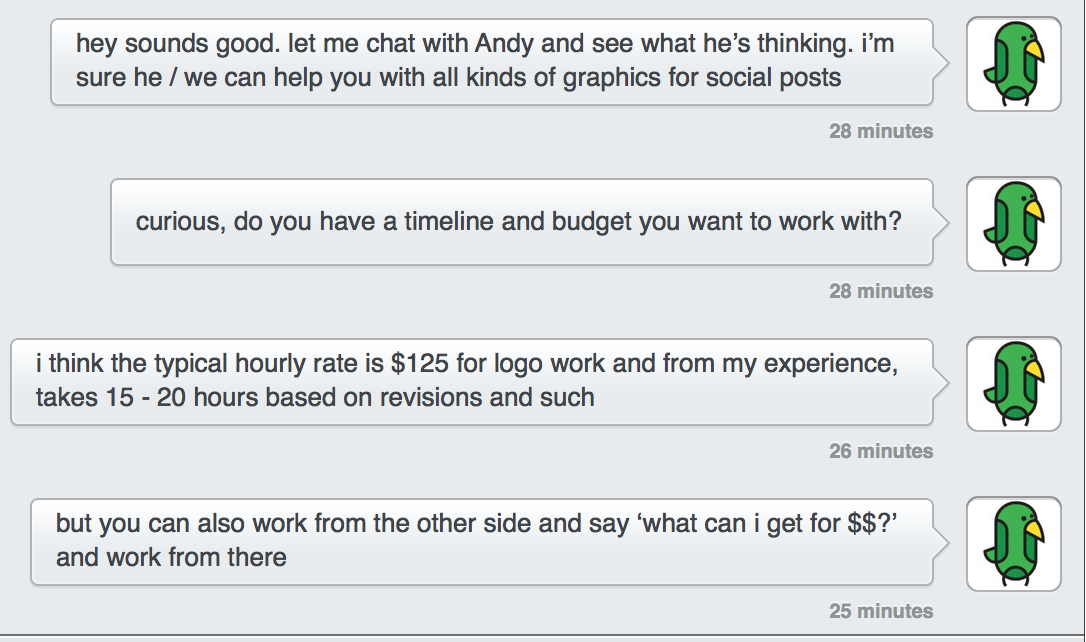 hey sounds good. let me chat with Andy and see what he’s thinking. i’m
sure he / we can help you with all kinds of graphics for social posts
28 minutes
curious, do you have a timeline and budget you want to work with?
28 minutes
i think the typical hourly rate is $125 for logo work and from my experience,
takes 15 - 20 hours based on revisions and such
26 minutes
but you can also work from the other side and say ‘what can i get for $$?’
and work from there
25 minutes